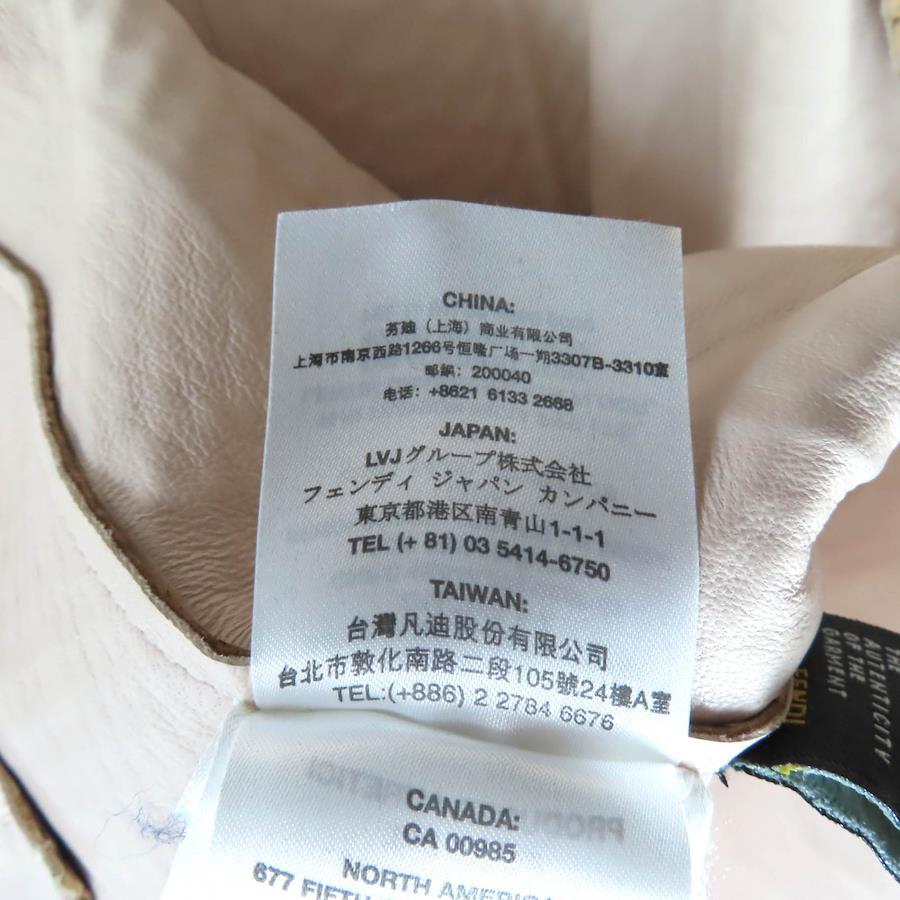 CHINA:
芬迪（上海）商业有限公司
上海市南京西路1266号恒隆广场一期3307B-3310室
邮编：200040
电话：+8621 6133 2668
JAPAN:
LVJグループ株式会社
フェンディ ジャパン カンパニー
東京都港区南青山1-1-1
TEL (+ 81) 03 5414-6750
TAIWAN:
台灣凡迪股份有限公司
台北市敦化南路二段105號24樓A室
TEL:(+886) 2 2784 6676
CANADA:
CA 00985
NORTH AMERICA
677 FIFTH
THE
AUTHENTICITY
OF THE
GARMENT
FENDI